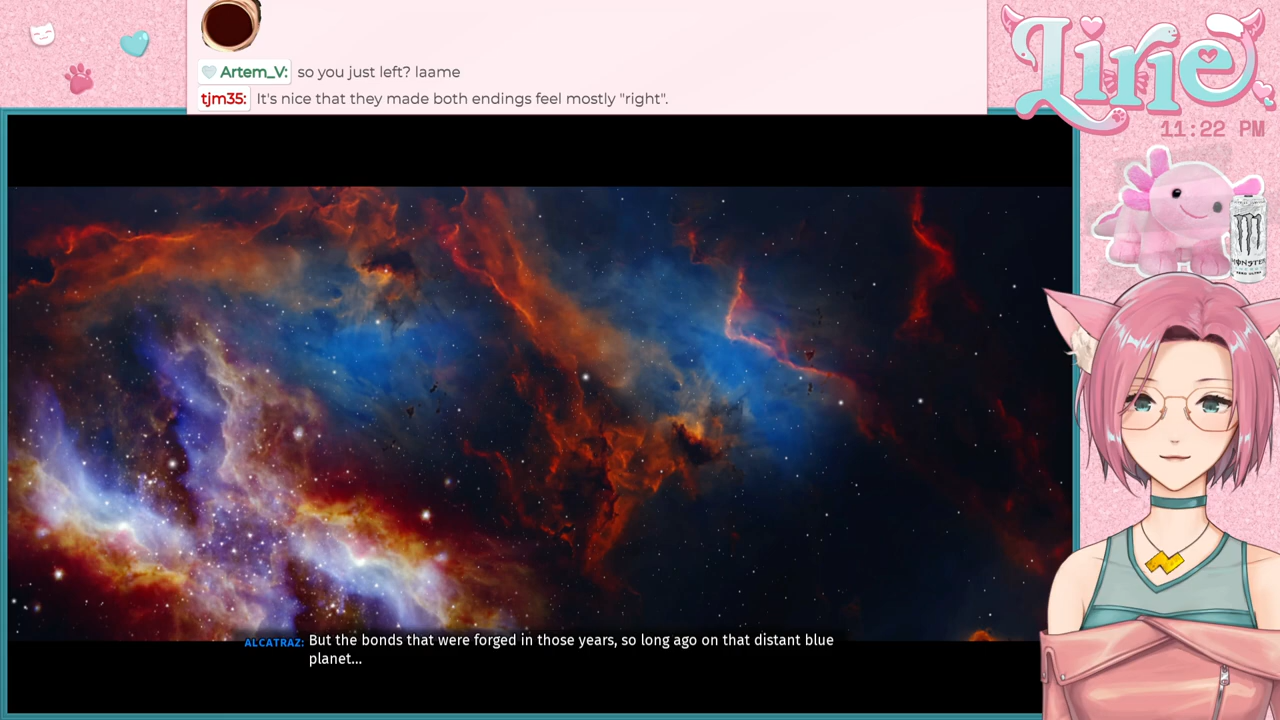 Artem_V: so you just left? laame
tjm35: It's nice that they made both endings feel mostly "right".
Lirie
11:22 PM
MONSTER
ALCATRAZ: But the bonds that were forged in those years, so long ago on that distant blue
planet...